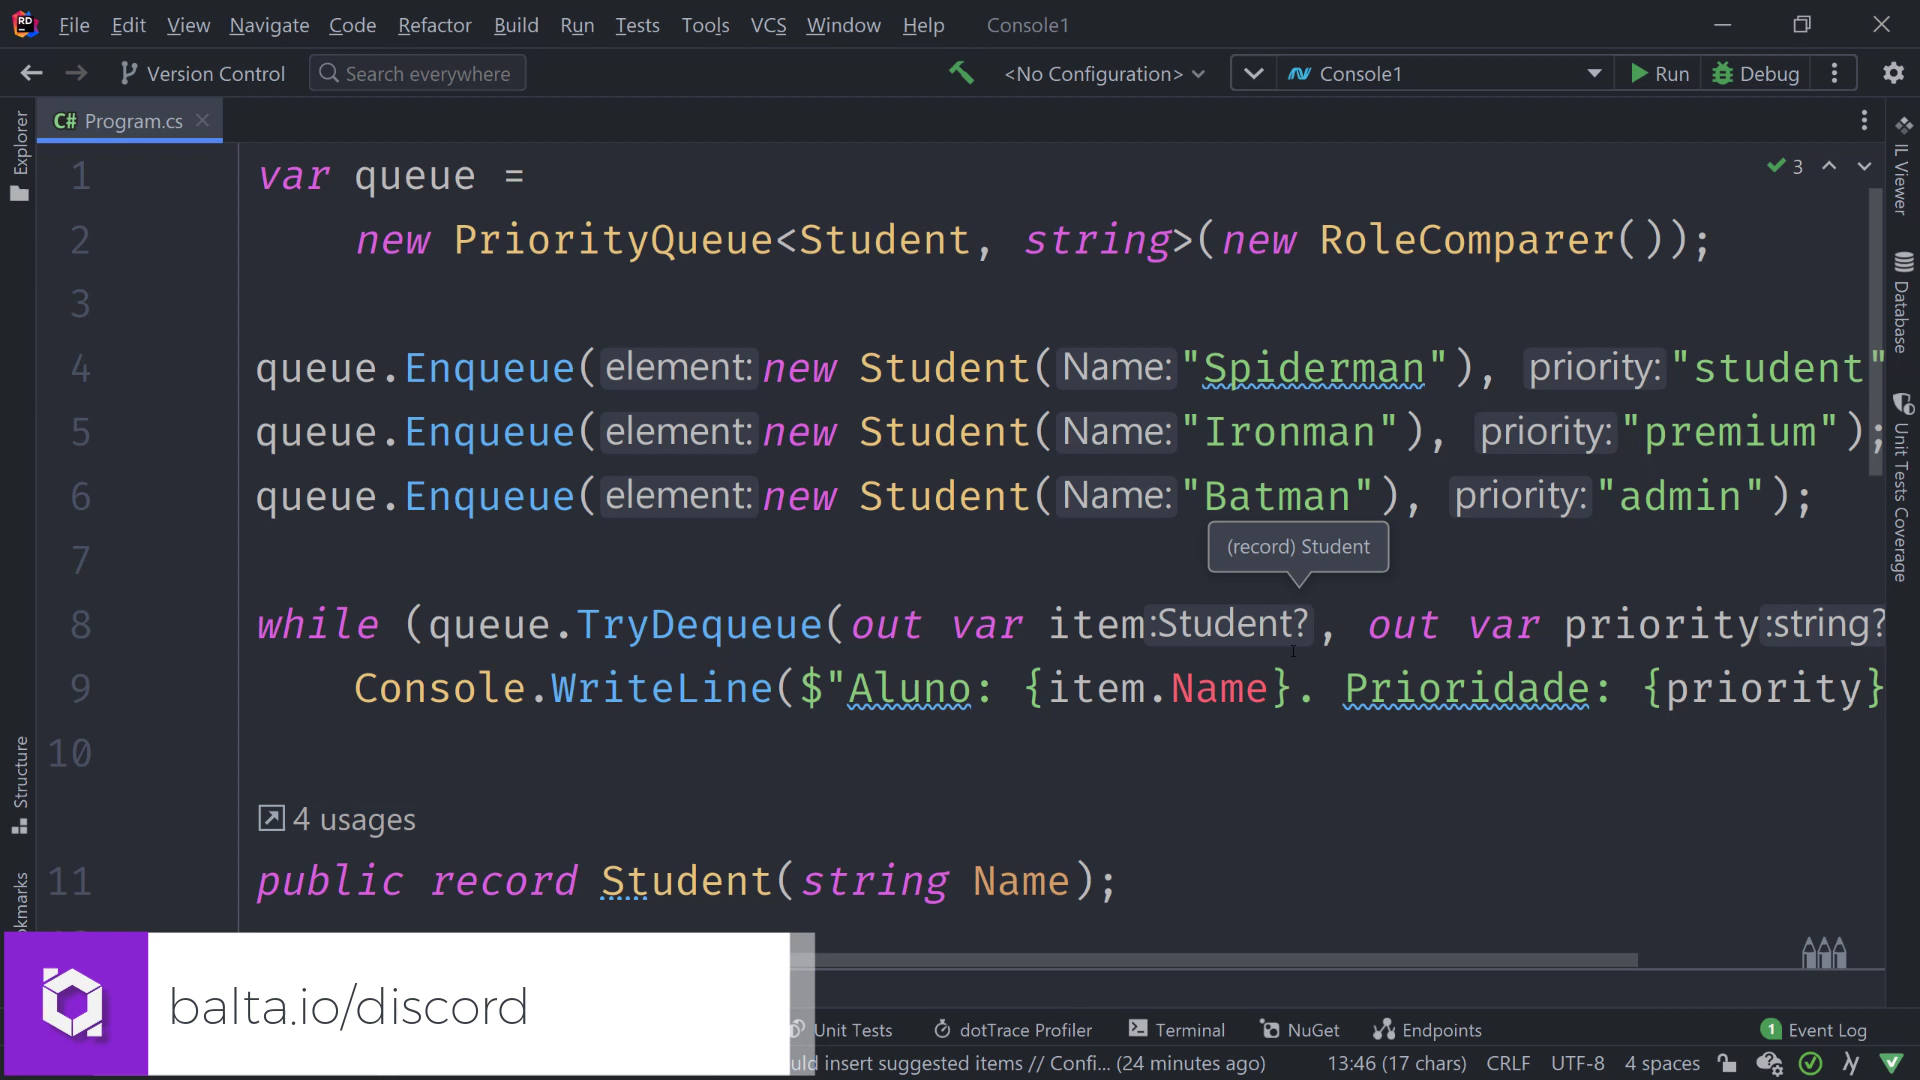 File Edit View Navigate Code Refactor Build Run Tests Tools VCS Window Help Console1
Version Control Search everywhere <No Configuration> Console1 Run Debug
C# Program.cs
Explorer
Structure
IL Viewer
Database
Unit Tests Coverage
3
1 var queue =
2 new PriorityQueue<Student, string>(new RoleComparer());
3
4 queue.Enqueue(element:new Student(Name:"Spiderman"), priority:"student"
5 queue.Enqueue(element:new Student(Name:"Ironman"), priority:"premium");
6 queue.Enqueue(element:new Student(Name:"Batman"), priority:"admin");
(record) Student
7
8 while (queue.TryDequeue(out var item:Student?, out var priority:string?
9 Console.WriteLine($"Aluno: {item.Name}. Prioridade: {priority}
10
4 usages
11 public record Student(string Name);
balta.io/discord
Unit Tests dotTrace Profiler Terminal NuGet Endpoints 1 Event Log
insert suggested items // Confi... (24 minutes ago) 13:46 (17 chars) CRLF UTF-8 4 spaces